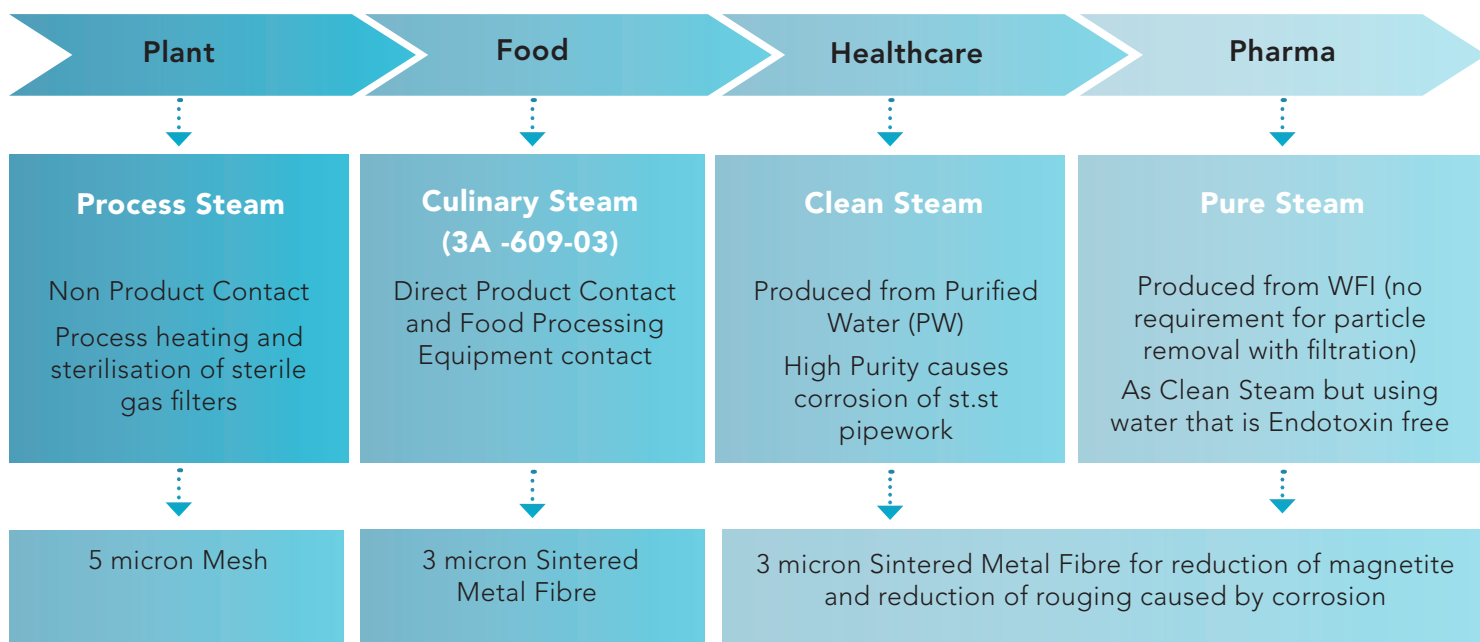 Plant
Food
Healthcare
Pharma
Process Steam
Non Product Contact
Process heating and
sterilisation of sterile
gas filters
Culinary Steam
(3A -609-03)
Direct Product Contact
and Food Processing
Equipment contact
Clean Steam
Produced from Purified
Water (PW)
High Purity causes
corrosion of st.st
pipework
Pure Steam
Produced from WFI (no
requirement for particle
removal with filtration)
As Clean Steam but using
water that is Endotoxin free
5 micron Mesh
3 micron Sintered
Metal Fibre
3 micron Sintered Metal Fibre for reduction of magnetite
and reduction of rouging caused by corrosion